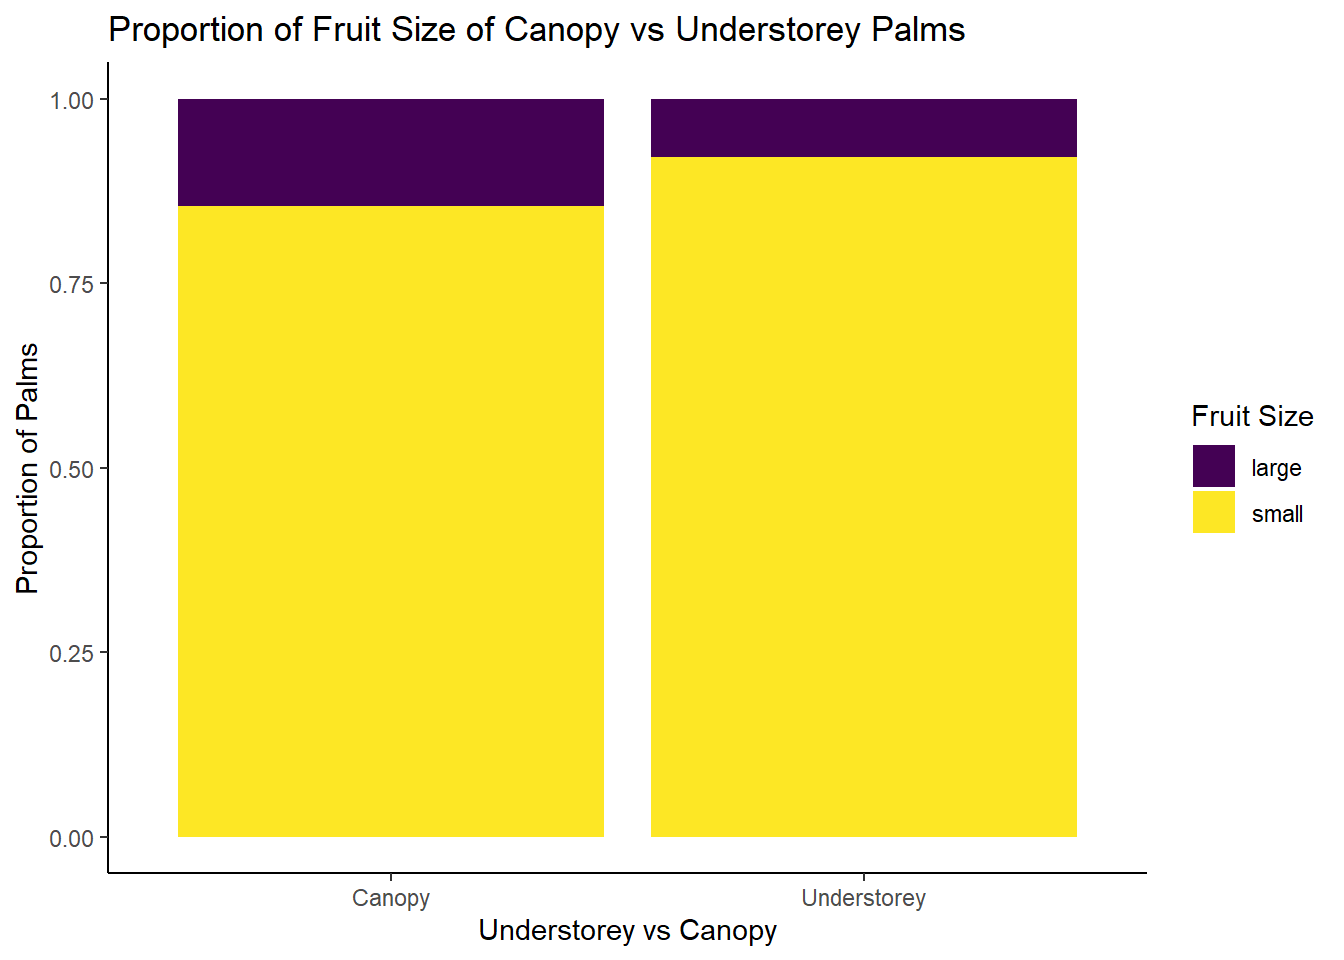 Proportion of Fruit Size of Canopy vs Understorey Palms
Proportion of Palms
1.00
0.75
0.50
0.25
0.00
Canopy Understorey
Understorey vs Canopy
Fruit Size
large
small